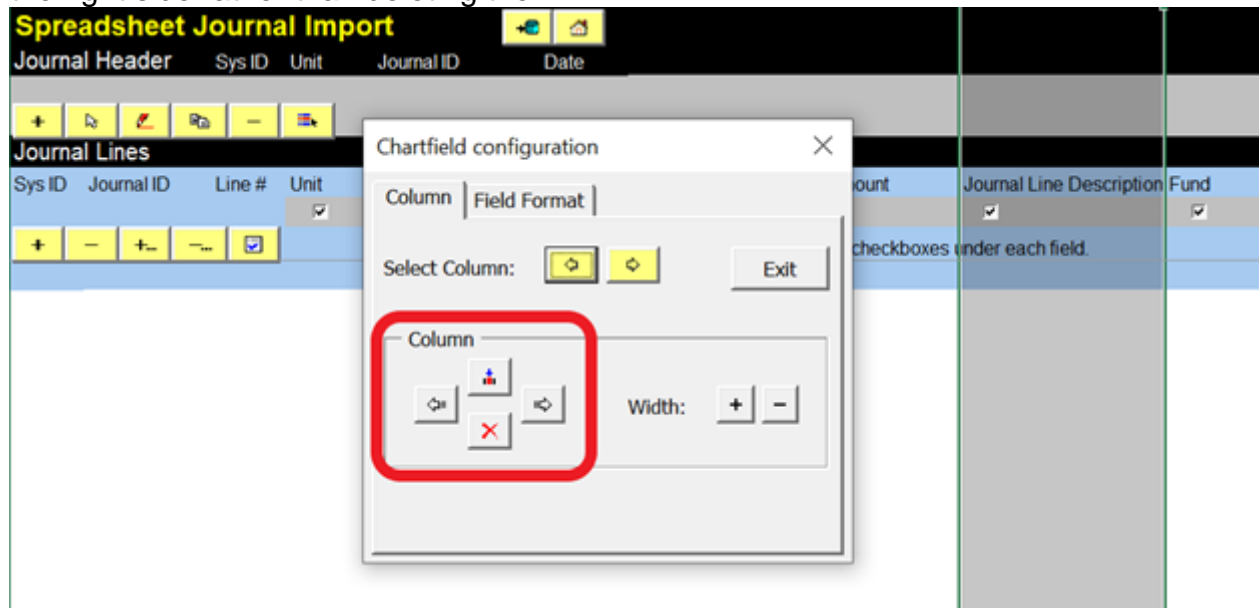 Spreadsheet Journal Import
Journal Header Sys ID Unit Journal ID Date
Chartfield configuration
Journal Lines
Sys ID Journal ID Line # Unit
Journal Line Description Fund
Column Field Format
checkboxes under each field.
Select Column: Exit
Column
Width: + -